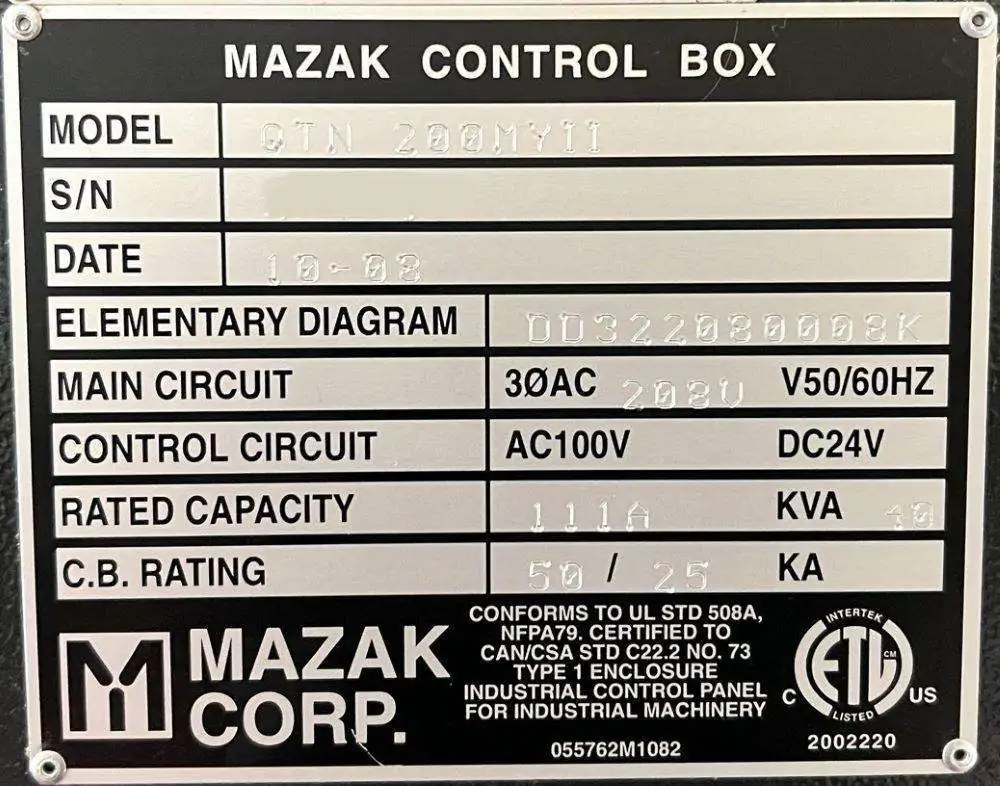 MAZAK CONTROL BOX
MODEL QTN 200MYII
S/N
DATE 10-08
ELEMENTARY DIAGRAM DD322080008K
MAIN CIRCUIT 3ØAC 208V V50/60HZ
CONTROL CIRCUIT AC100V DC24V
RATED CAPACITY 111A KVA 40
C.B. RATING 50 / 25 KA
MAZAK
CORP.
CONFORMS TO UL STD 508A,
NFPA79. CERTIFIED TO
CAN/CSA STD C22.2 NO. 73
TYPE 1 ENCLOSURE
INDUSTRIAL CONTROL PANEL
FOR INDUSTRIAL MACHINERY
055762M1082
INTERTEK
ETL CM
C US
LISTED
2002220